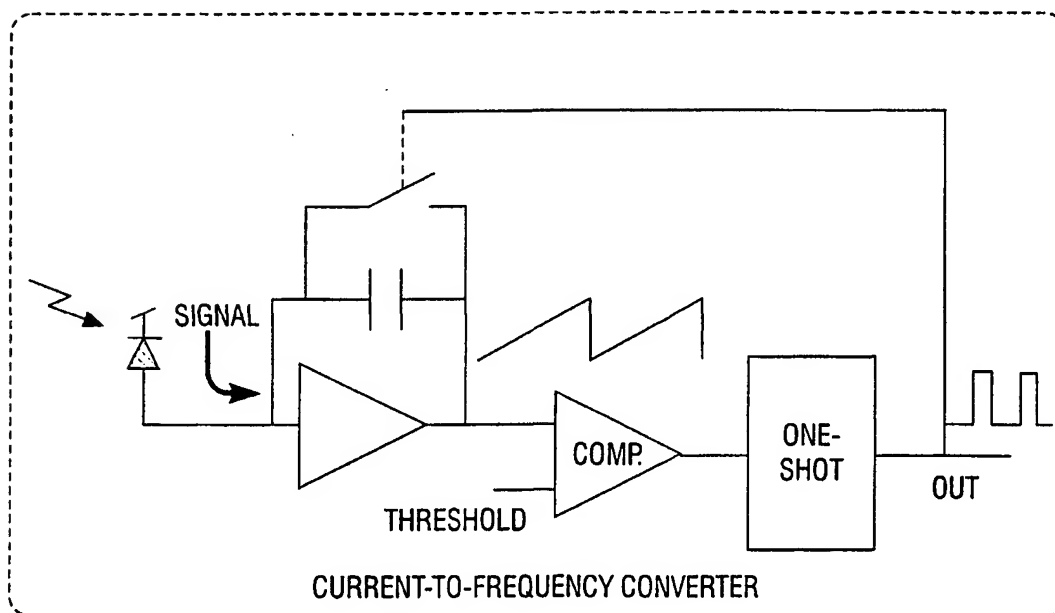 SIGNAL
COMP.
THRESHOLD
ONE-
SHOT
OUT
CURRENT-TO-FREQUENCY CONVERTER